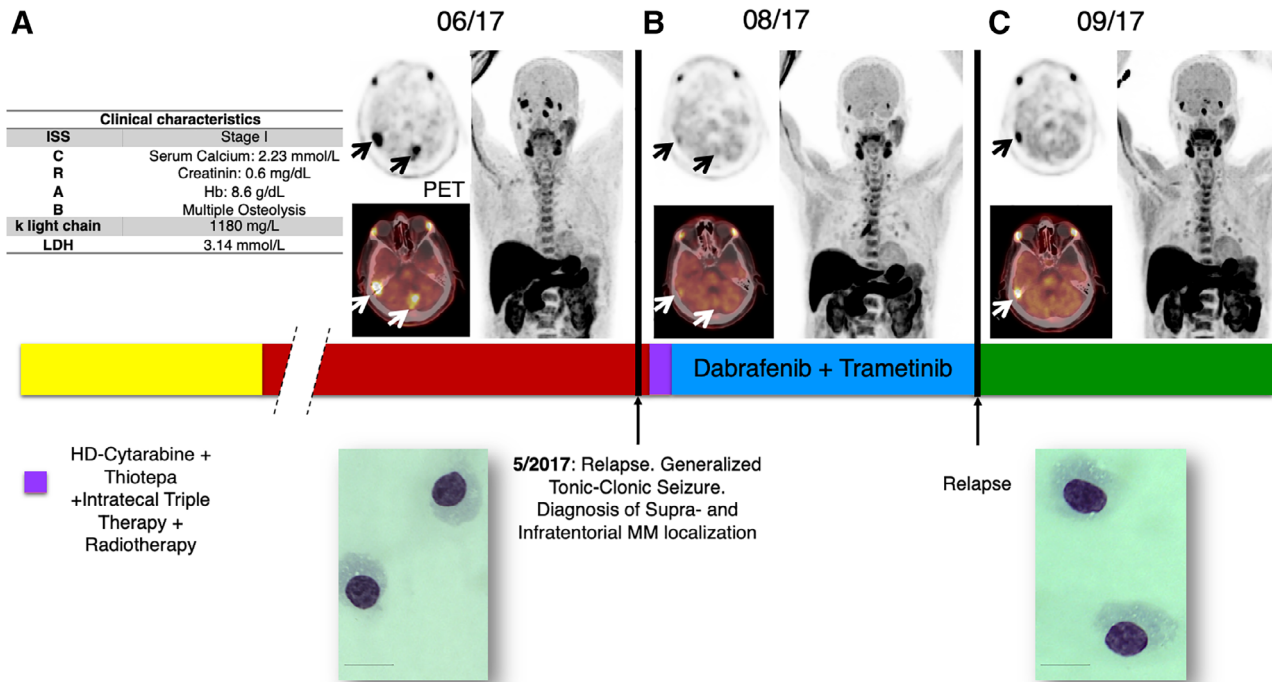 A
06/17
B
08/17
C
09/17
Clinical characteristics
ISS Stage I
C Serum Calcium: 2.23 mmol/L
R Creatinin: 0.6 mg/dL
A Hb: 8.6 g/dL
B Multiple Osteolysis
k light chain 1180 mg/L
LDH 3.14 mmol/L
PET
Dabrafenib + Trametinib
HD-Cytarabine +
Thiotepa
+Intratecal Triple
Therapy +
Radiotherapy
5/2017: Relapse. Generalized
Tonic-Clonic Seizure.
Diagnosis of Supra- and
Infratentorial MM localization
Relapse